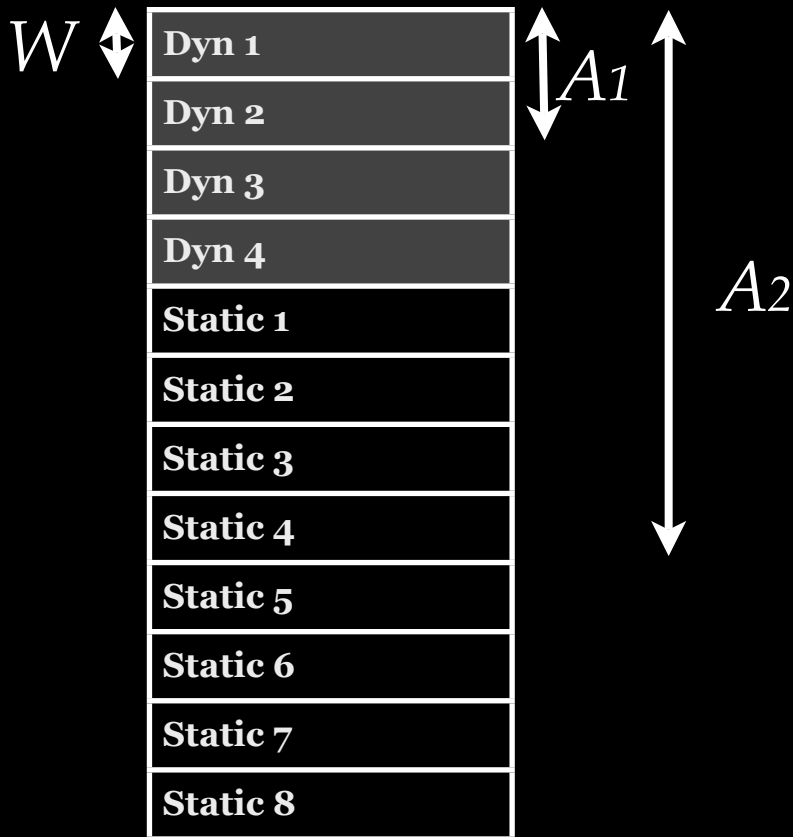 W
Dyn 1
A1
Dyn 2
Dyn 3
Dyn 4
A2
Static 1
Static 2
Static 3
Static 4
Static 5
Static 6
Static 7
Static 8